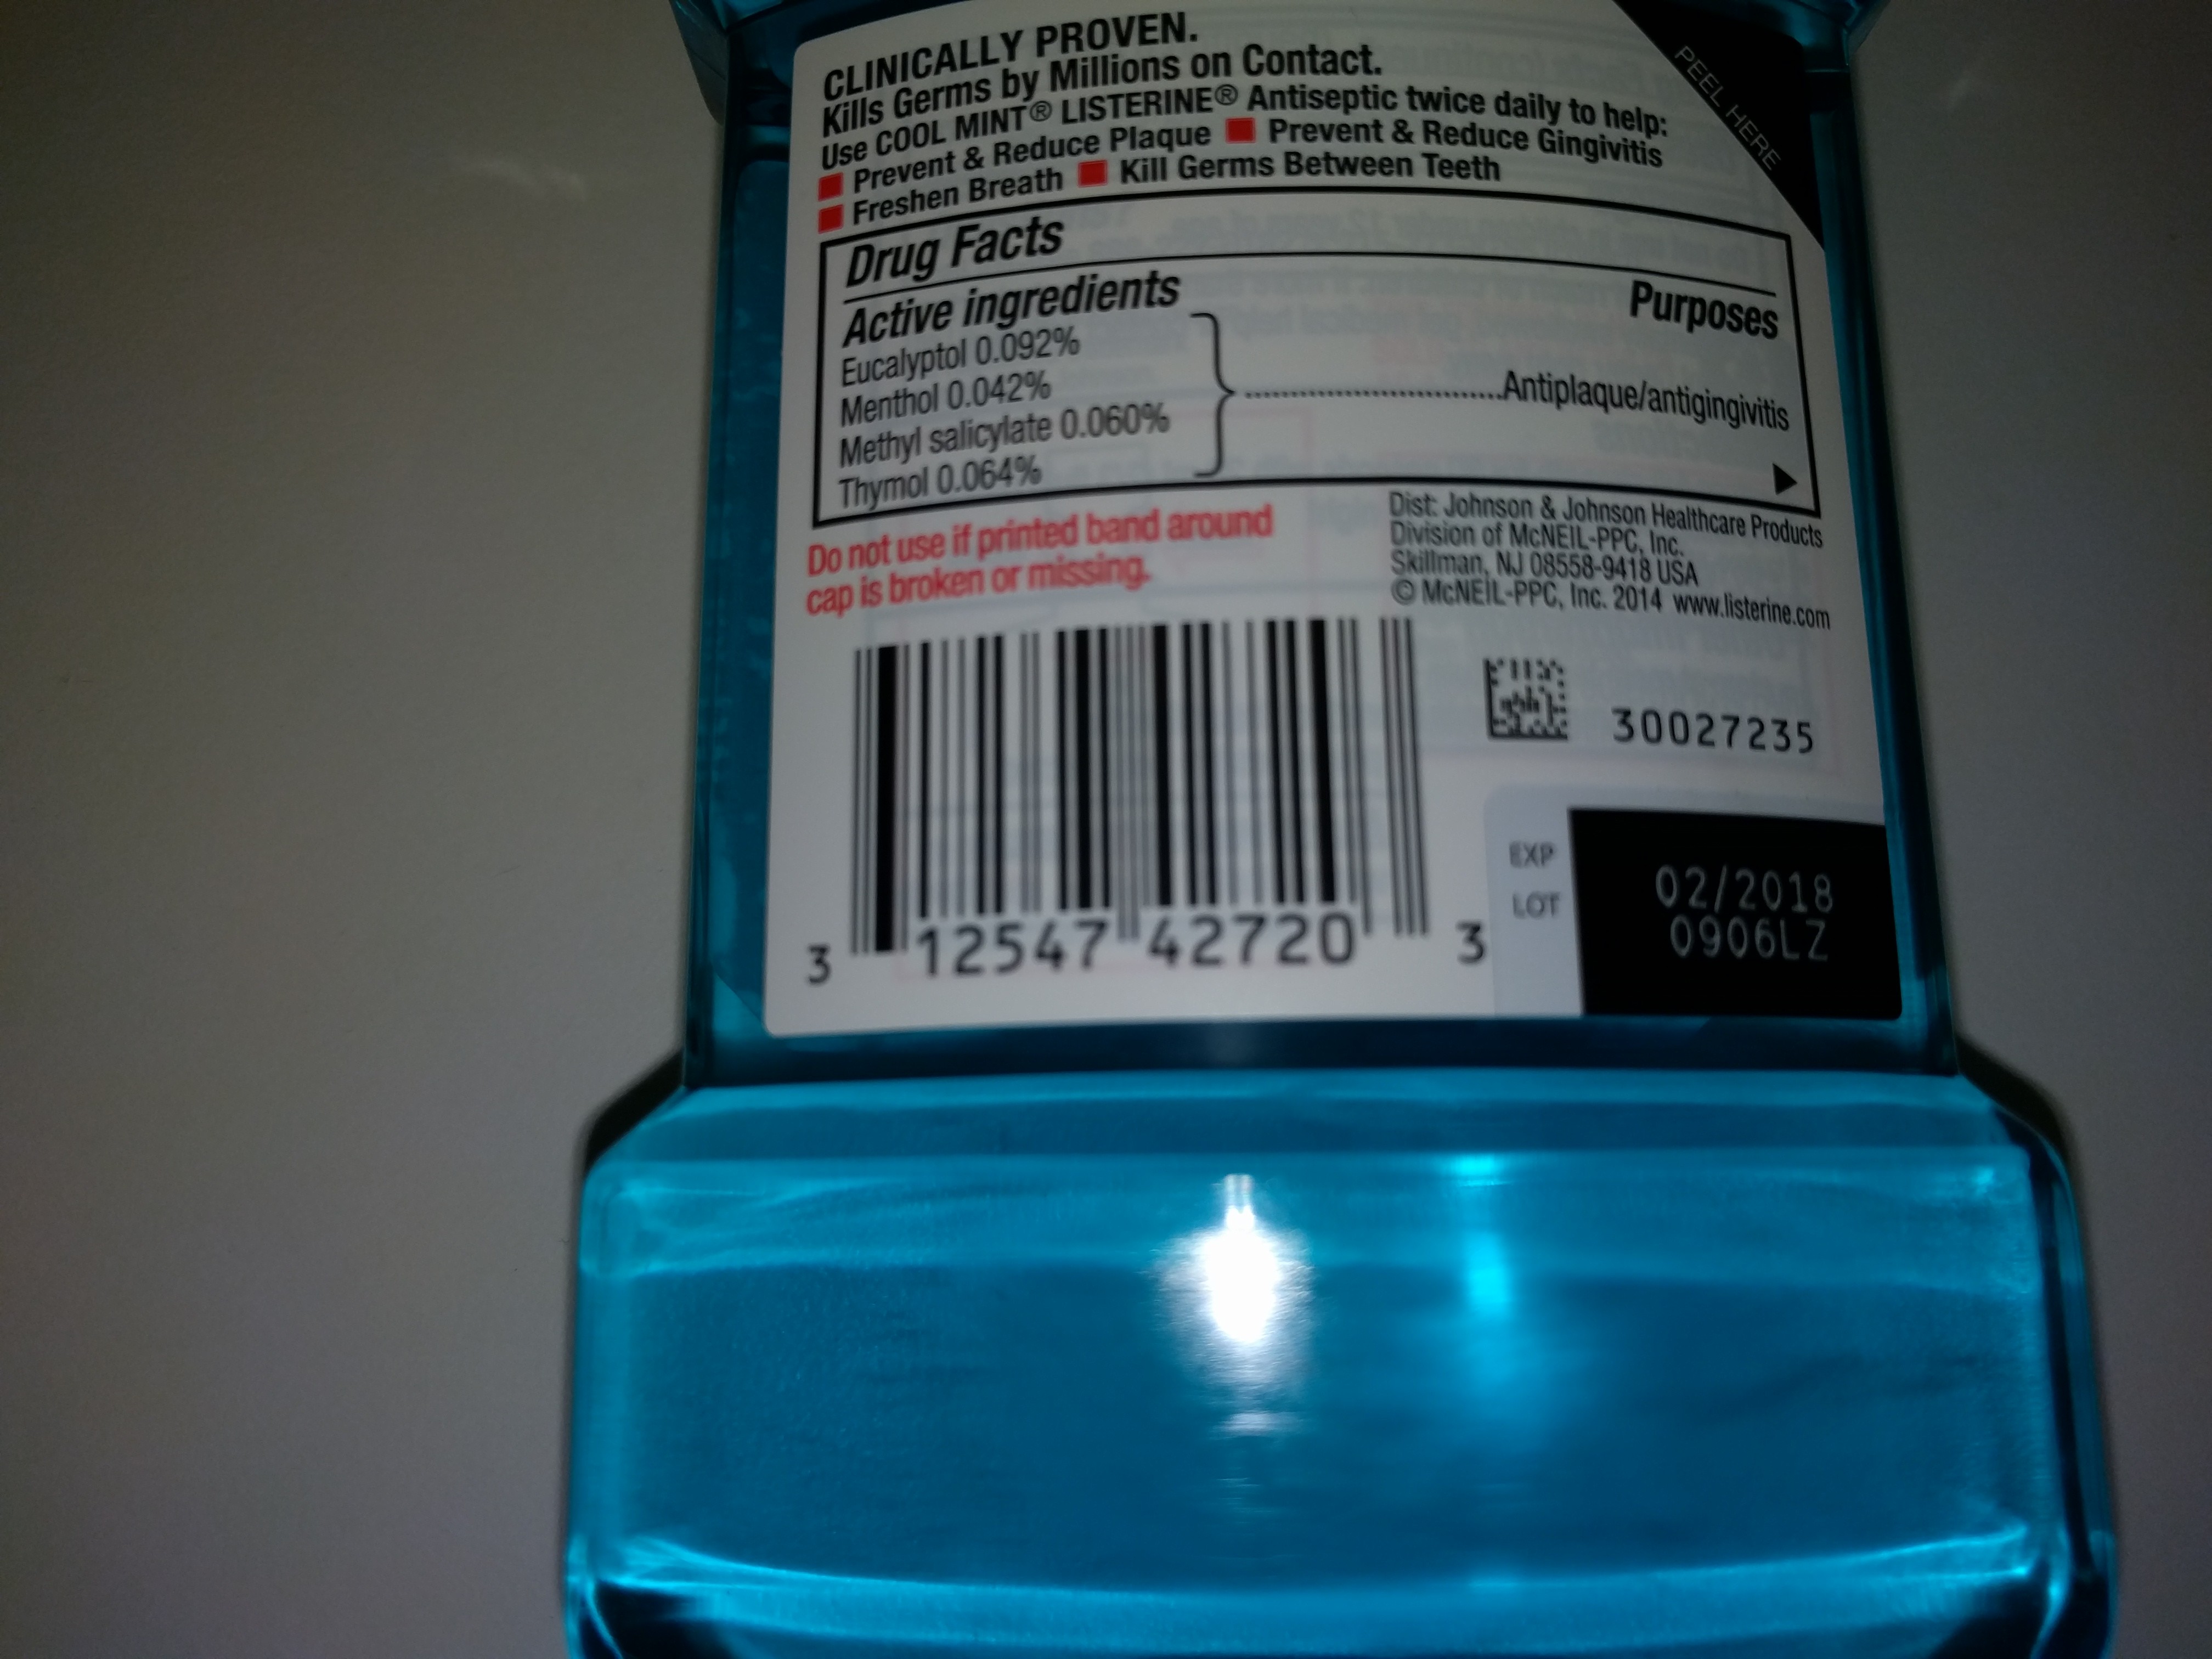 CLINICALLY PROVEN.
Kills Germs by Millions on Contact.
Use COOL MINT® LISTERINE® Antiseptic twice daily to help:
■ Prevent & Reduce Plaque ■ Prevent & Reduce Gingivitis
■ Freshen Breath ■ Kill Germs Between Teeth
PEEL HERE
Drug Facts
Active ingredients Purposes
Eucalyptol 0.092%
Menthol 0.042%
Methyl salicylate 0.060%
Thymol 0.064%
Antiplaque/antigingivitis
Do not use if printed band around
cap is broken or missing.
Dist: Johnson & Johnson Healthcare Products
Division of McNEIL-PPC, Inc.
Skillman, NJ 08558-9418 USA
© McNEIL-PPC, Inc. 2014 www.listerine.com
30027235
3 12547 42720 3
EXP 02/2018
LOT 0906LZ